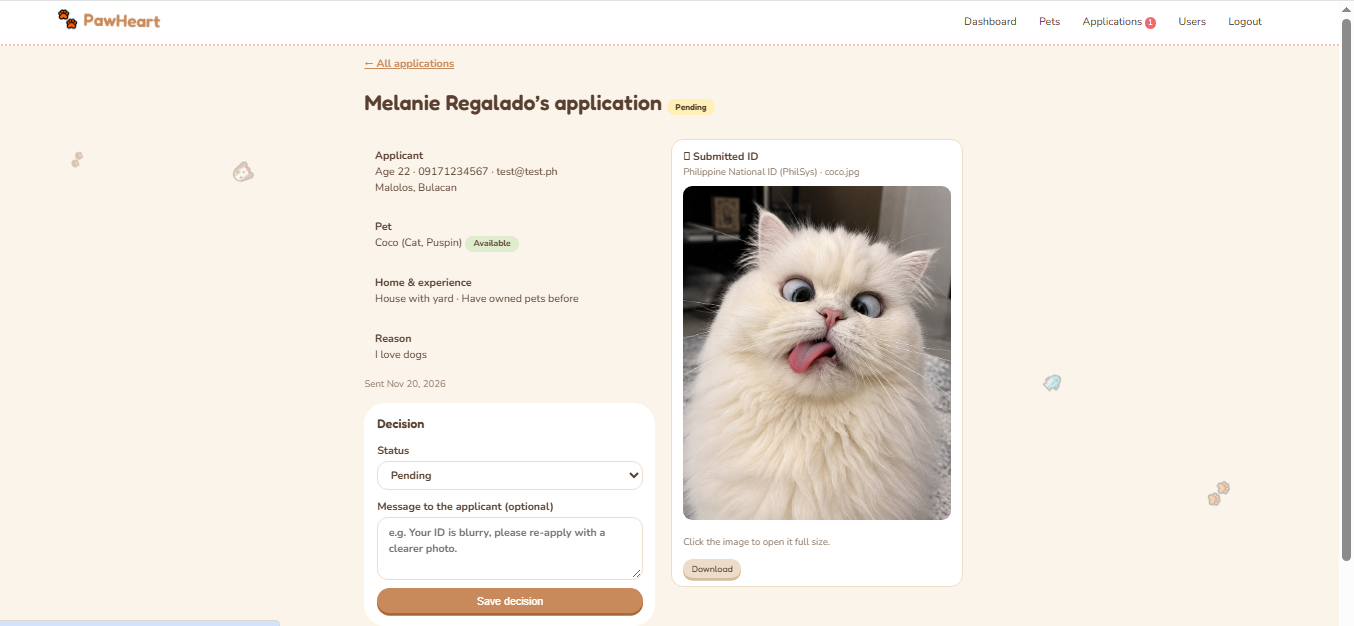 PawHeart
Dashboard
Pets
Applications 1
Users
Logout
← All applications
Melanie Regalado's application Pending
Applicant
Age 22 · 09171234567 · test@test.ph
Malolos, Bulacan
Pet
Coco (Cat, Puspin) Available
Home & experience
House with yard · Have owned pets before
Reason
I love dogs
Sent Nov 20, 2026
Decision
Status
Pending
Message to the applicant (optional)
e.g. Your ID is blurry, please re-apply with a
clearer photo.
Save decision
Submitted ID
Philippine National ID (PhilSys) · coco.jpg
Click the image to open it full size.
Download